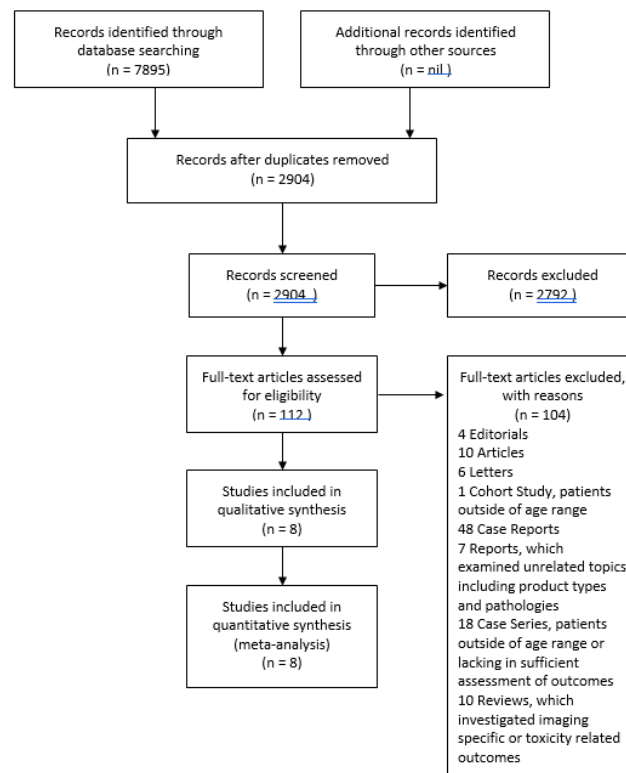 Records identified through
database searching
(n = 7895)
Additional records identified
through other sources
(n = nil )
Records after duplicates removed
(n = 2904)
Records screened
(n = 2904 )
Records excluded
(n = 2792 )
Full-text articles assessed
for eligibility
(n = 112 )
Full-text articles excluded,
with reasons
(n = 104)
4 Editorials
10 Articles
6 Letters
1 Cohort Study, patients
outside of age range
48 Case Reports
7 Reports, which
examined unrelated topics
including product types
and pathologies
18 Case Series, patients
outside of age range or
lacking in sufficient
assessment of outcomes
10 Reviews, which
investigated imaging
specific or toxicity related
outcomes
Studies included in
qualitative synthesis
(n = 8)
Studies included in
quantitative synthesis
(meta-analysis)
(n = 8)